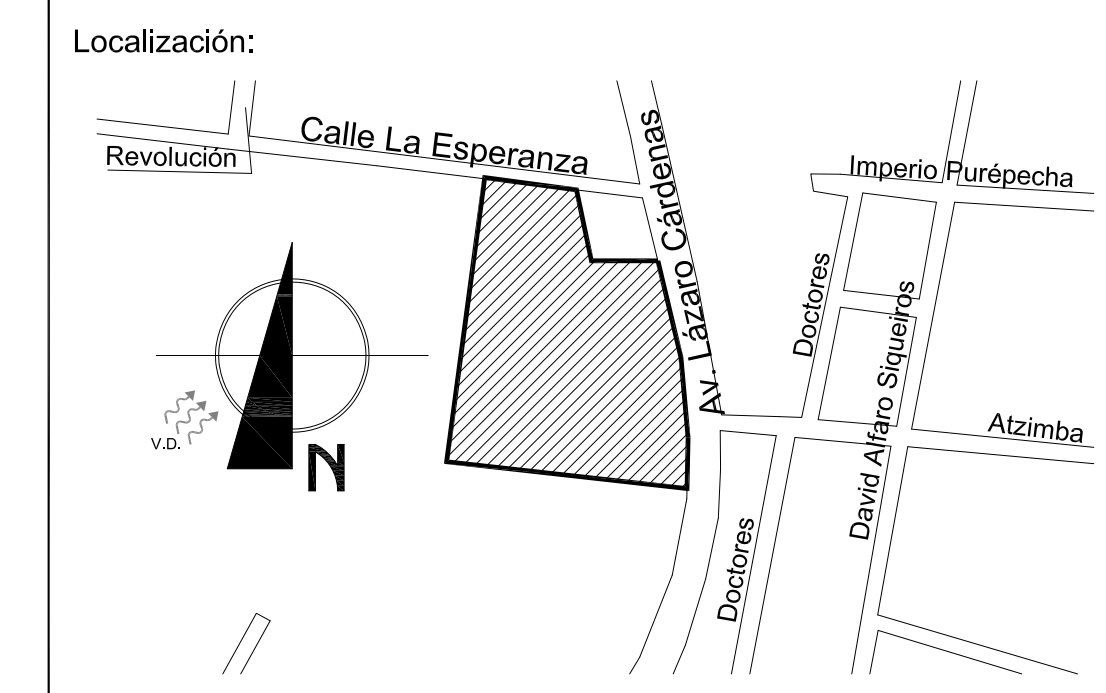 Localización:
Calle La Esperanza
Revolución
Av. Lázaro Cárdenas
Imperio Purépecha
Doctores
David Alfaro Siqueiros
Atzimba
Doctores
V.D.
N